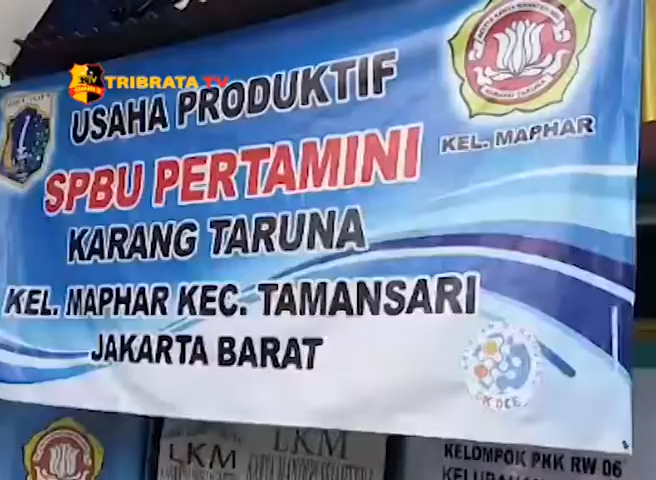 TRIBRATA TV
USAHA PRODUKTIF
SPBU PERTAMINI
KARANG TARUNA
KEL. MAPHAR KEC. TAMANSARI
JAKARTA BARAT
KEL. MAPHAR
LKM
LKM
KELOMPOK PKK RW 06